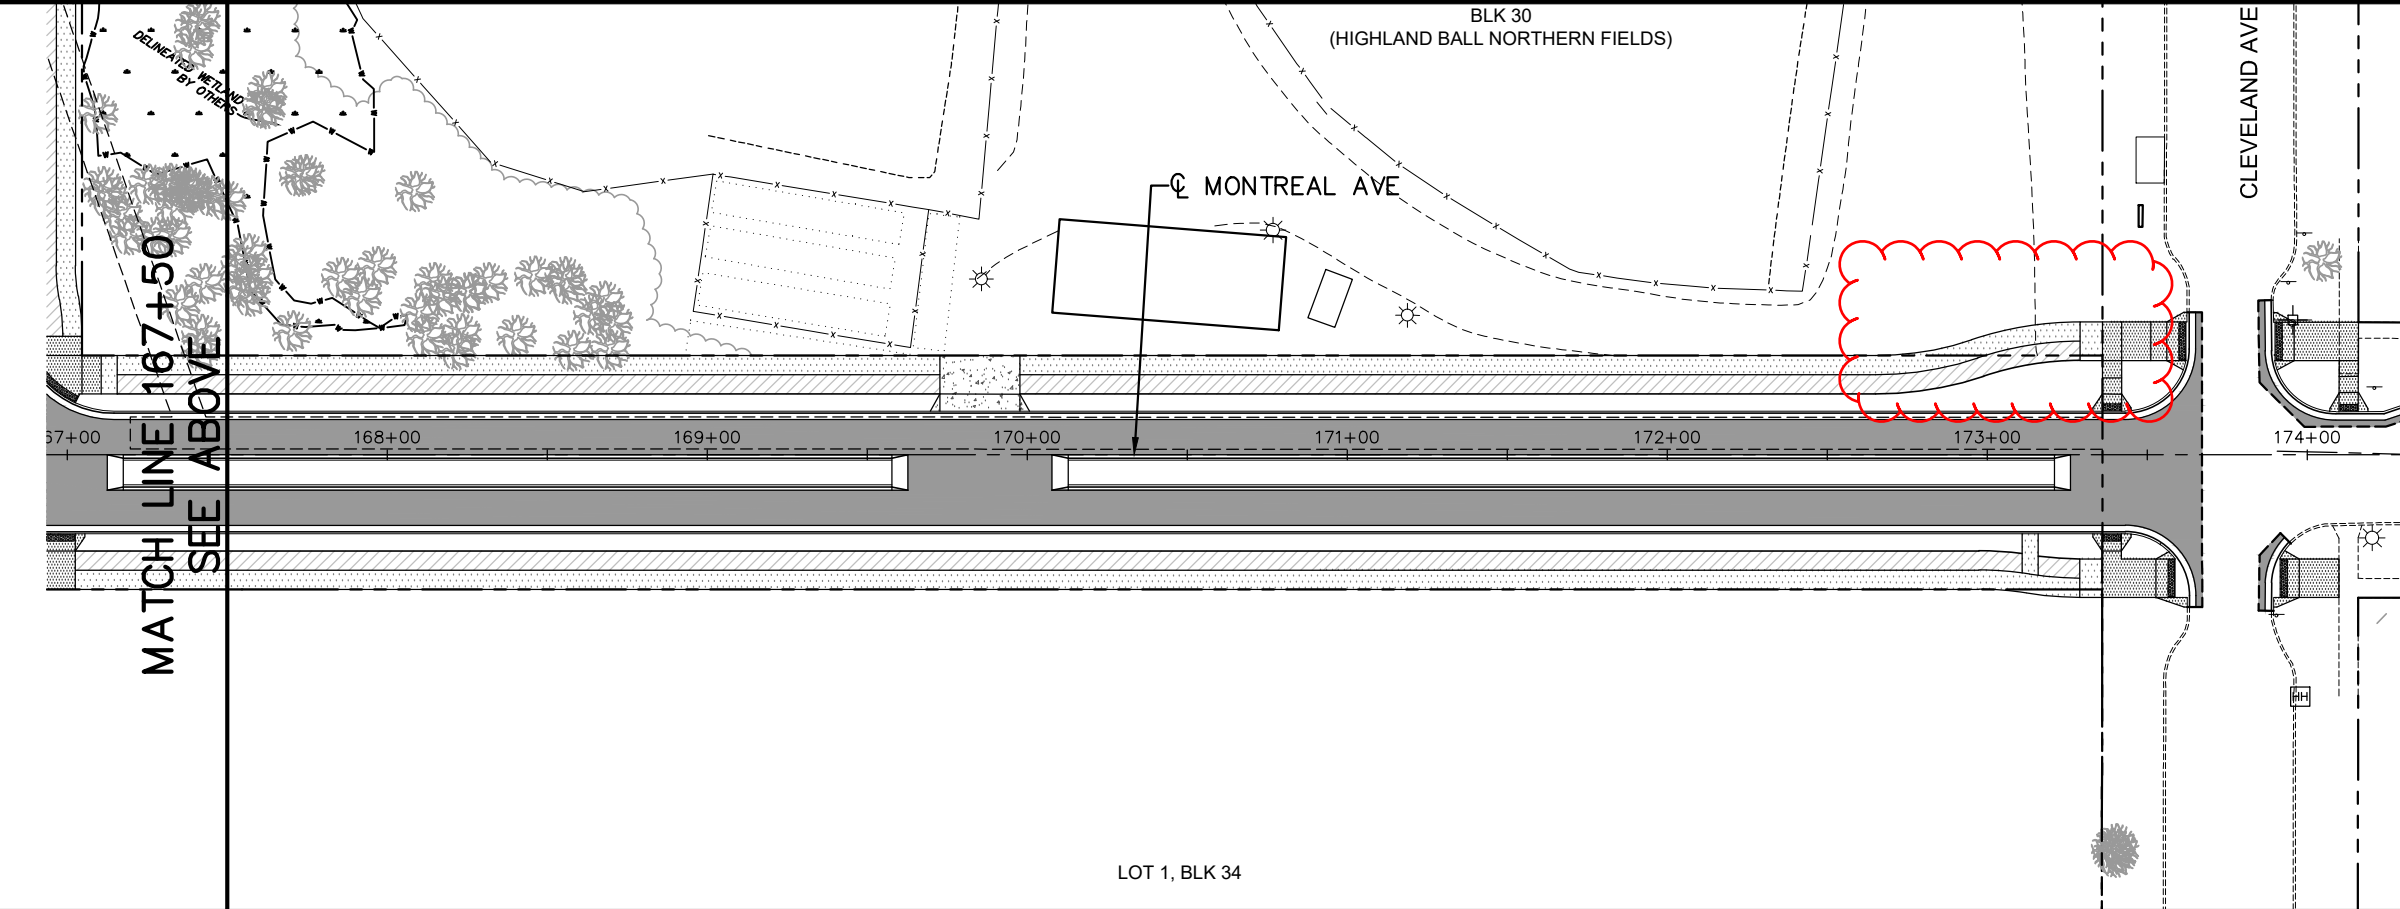 BLK 30
(HIGHLAND BALL NORTHERN FIELDS)
CLEVELAND AVE
DELINEATED WETLAND
BY OTHERS
℄ MONTREAL AVE
MATCH LINE 167+50
SEE ABOVE
67+00
168+00
169+00
170+00
171+00
172+00
173+00
174+00
HH
LOT 1, BLK 34